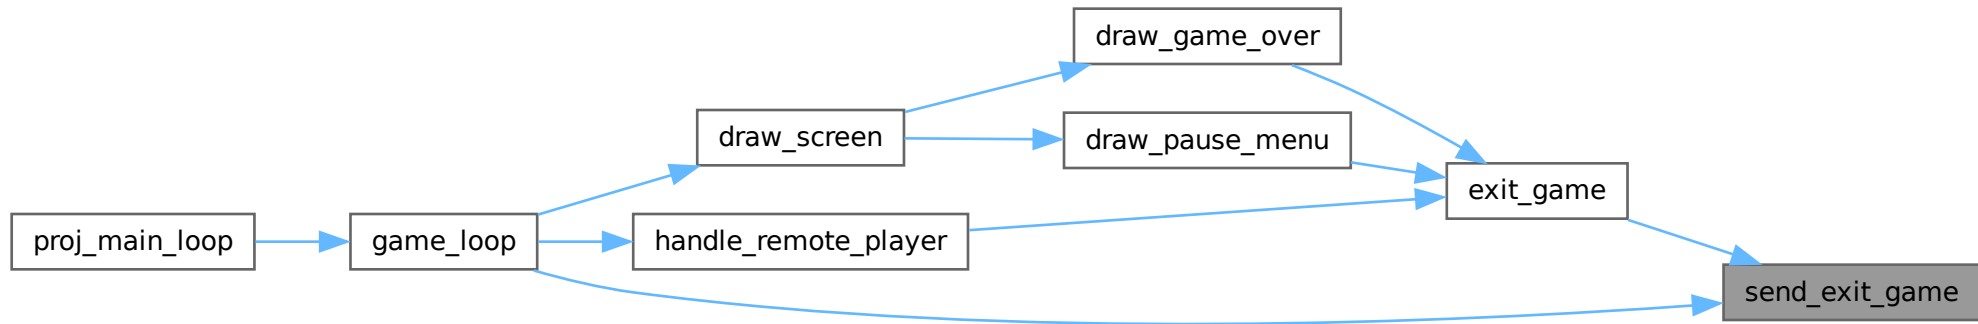 draw_game_over
draw_screen
draw_pause_menu
exit_game
proj_main_loop
game_loop
handle_remote_player
send_exit_game